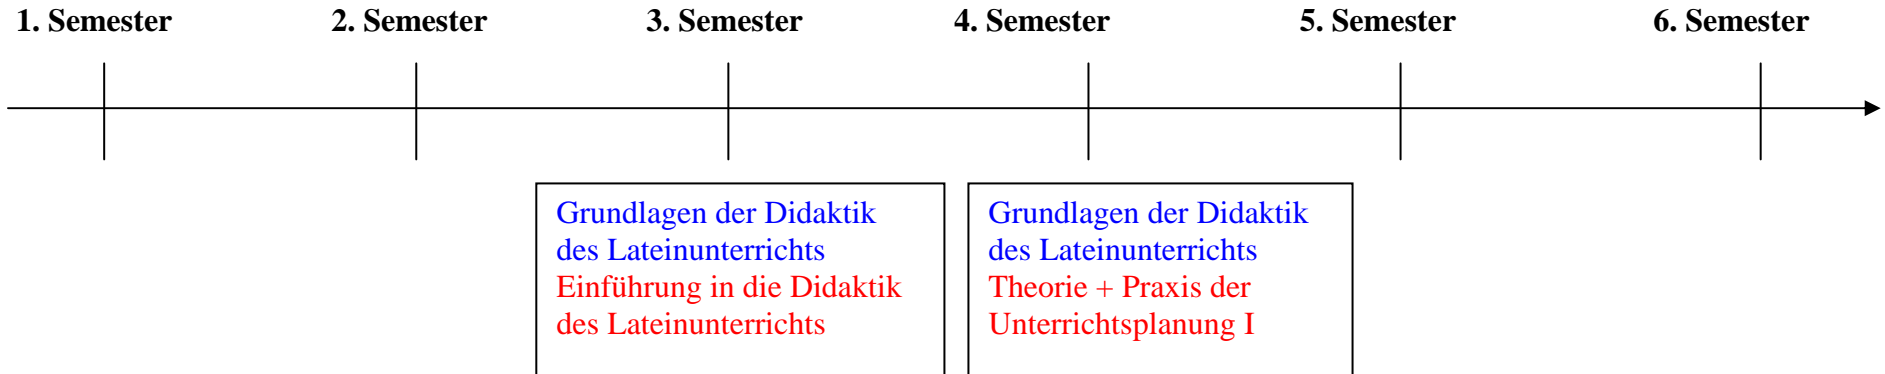 1. Semester 2. Semester 3. Semester 4. Semester 5. Semester 6. Semester
Grundlagen der Didaktik
des Lateinunterrichts
Einführung in die Didaktik
des Lateinunterrichts
Grundlagen der Didaktik
des Lateinunterrichts
Theorie + Praxis der
Unterrichtsplanung I